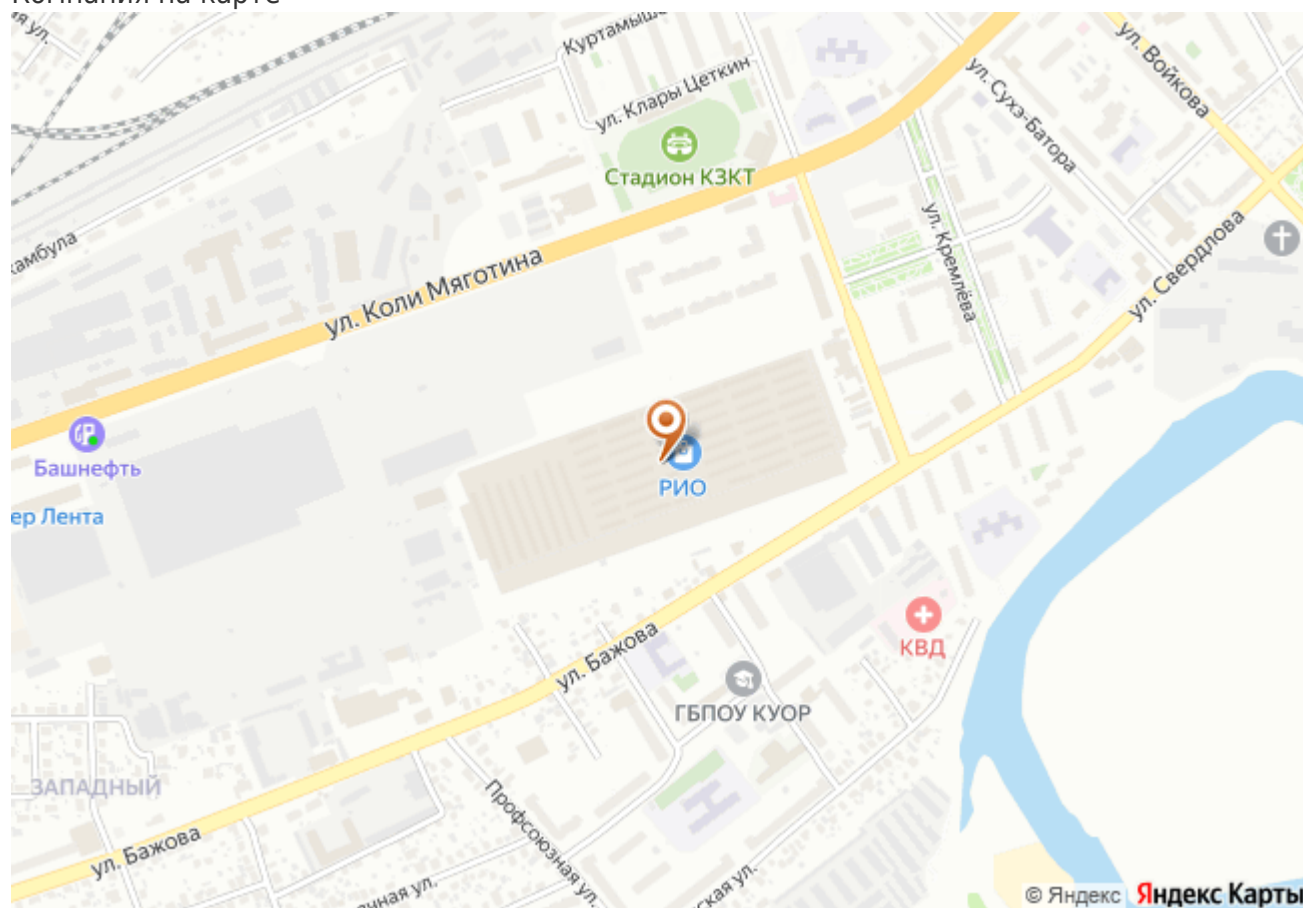 Компания на карте
Куртамыш
ул. Клары Цеткин
ул. Войкова
ул. Сухэ-Батора
Стадион КЗКТ
ул. Кремлёва
ул. Свердлова
ул. Коли Мяготина
Башнефть
РИО
ер Лента
КВД
ул. Бажова
ГБПОУ КУОР
ЗАПАДНЫЙ
Профсоюзная ул.
ул. Бажова
© Яндекс Яндекс Карты